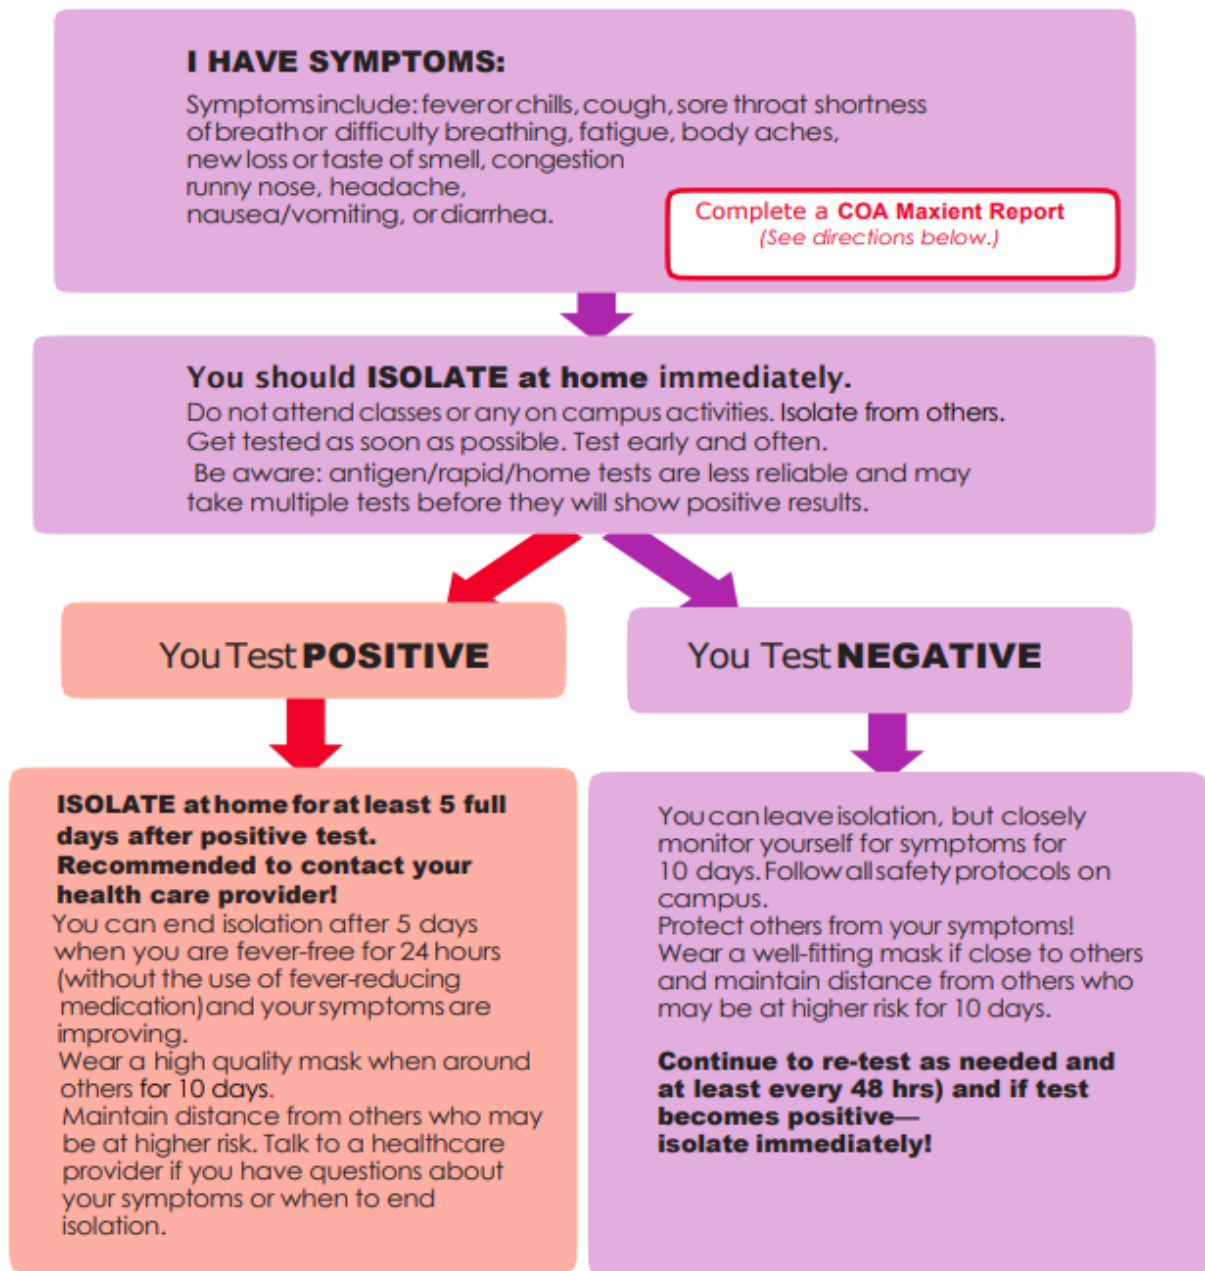 I HAVE SYMPTOMS:
Symptoms include: fever or chills, cough, sore throat shortness
of breath or difficulty breathing, fatigue, body aches,
new loss or taste of smell, congestion
runny nose, headache,
nausea/vomiting, or diarrhea.
Complete a COA Maxient Report
(See directions below.)
You should ISOLATE at home immediately.
Do not attend classes or any on campus activities. Isolate from others.
Get tested as soon as possible. Test early and often.
Be aware: antigen/rapid/home tests are less reliable and may
take multiple tests before they will show positive results.
You Test POSITIVE
ISOLATE at home for at least 5 full
days after positive test.
Recommended to contact your
health care provider!
You can end isolation after 5 days
when you are fever-free for 24 hours
(without the use of fever-reducing
medication) and your symptoms are
improving.
Wear a high quality mask when around
others for 10 days.
Maintain distance from others who may
be at higher risk. Talk to a healthcare
provider if you have questions about
your symptoms or when to end
isolation.
You Test NEGATIVE
You can leave isolation, but closely
monitor yourself for symptoms for
10 days. Follow all safety protocols on
campus.
Protect others from your symptoms!
Wear a well-fitting mask if close to others
and maintain distance from others who
may be at higher risk for 10 days.
Continue to re-test as needed and
at least every 48 hrs) and if test
becomes positive—
isolate immediately!